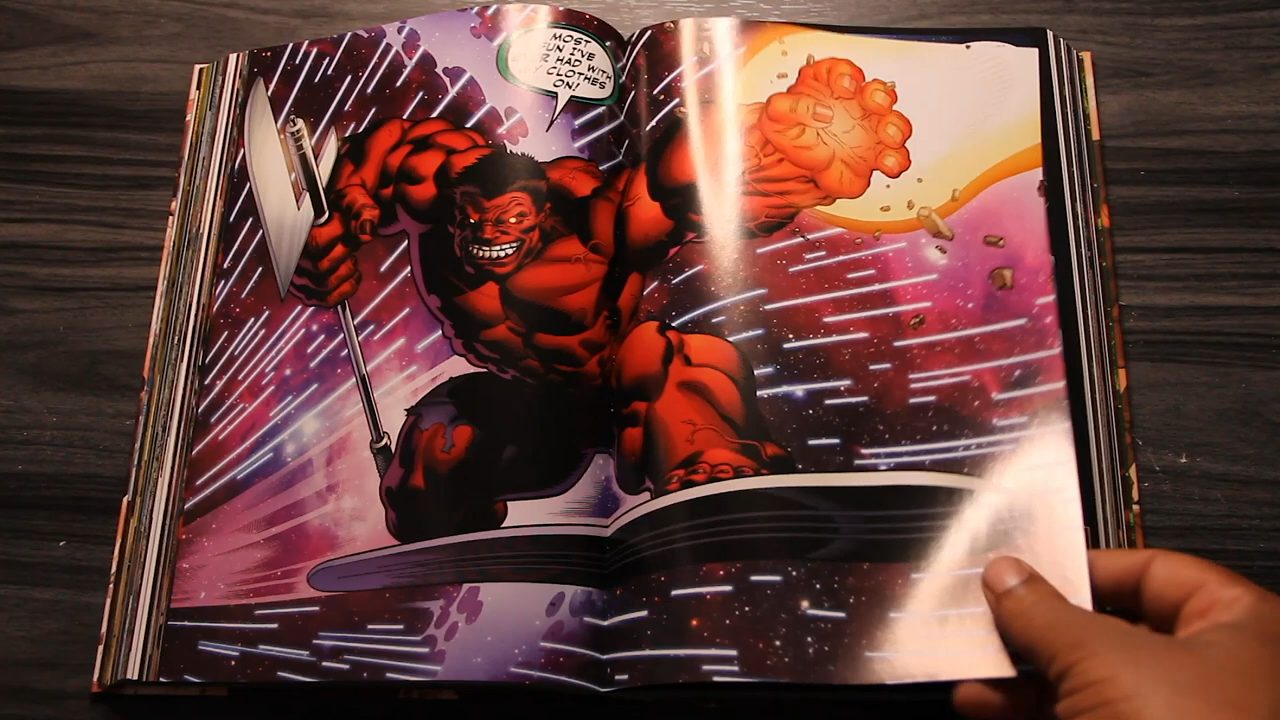 MOST
FUN I'VE
HAD WITH
CLOTHES
ON!